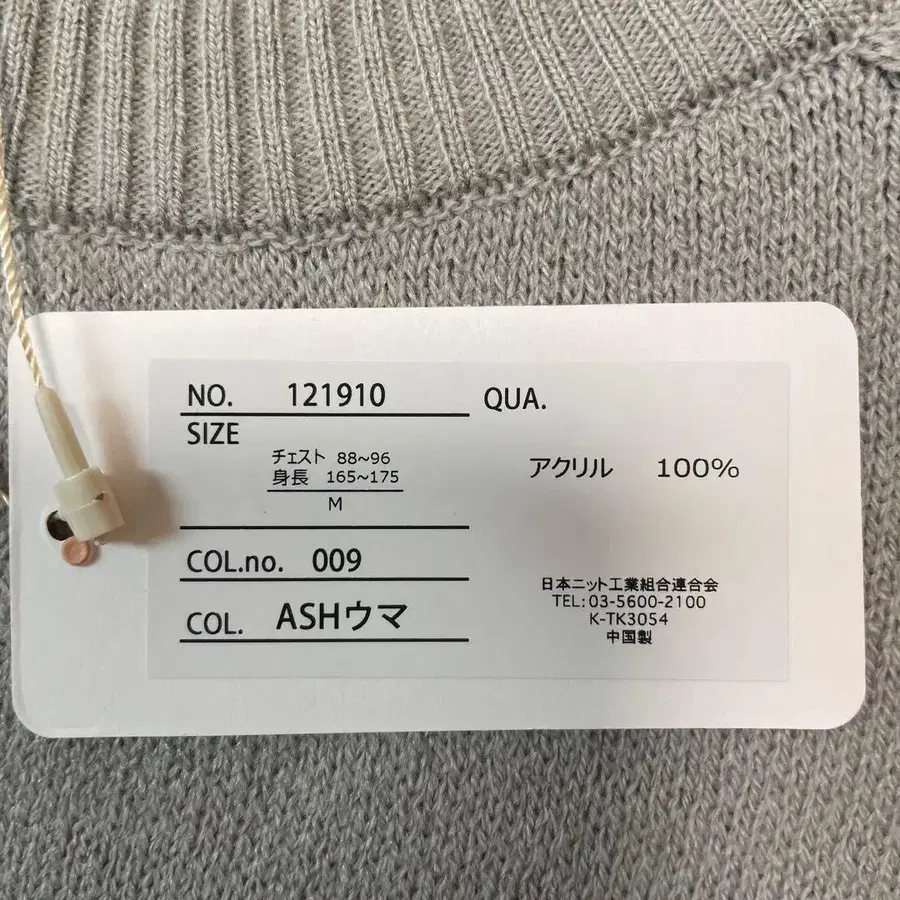 NO. 121910
SIZE
チェスト 88~96
身長 165~175
M
COL.no. 009
COL. ASHウマ
QUA.
アクリル 100%
日本ニット工業組合連合会
TEL:03-5600-2100
K-TK3054
中国製